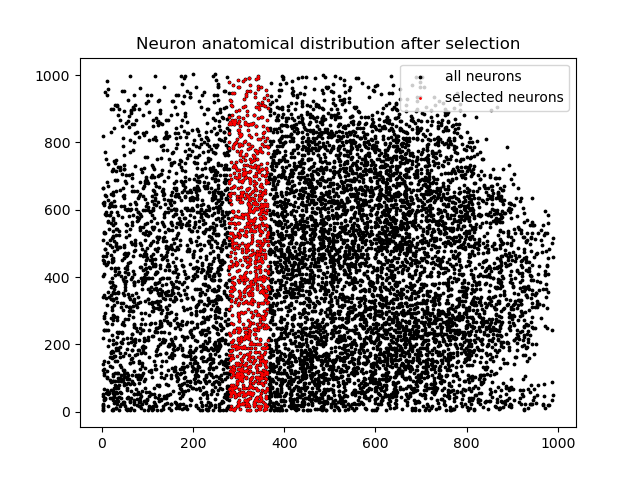 Neuron anatomical distribution after selection
all neurons
selected neurons
1000
800
600
400
200
0
0 200 400 600 800 1000